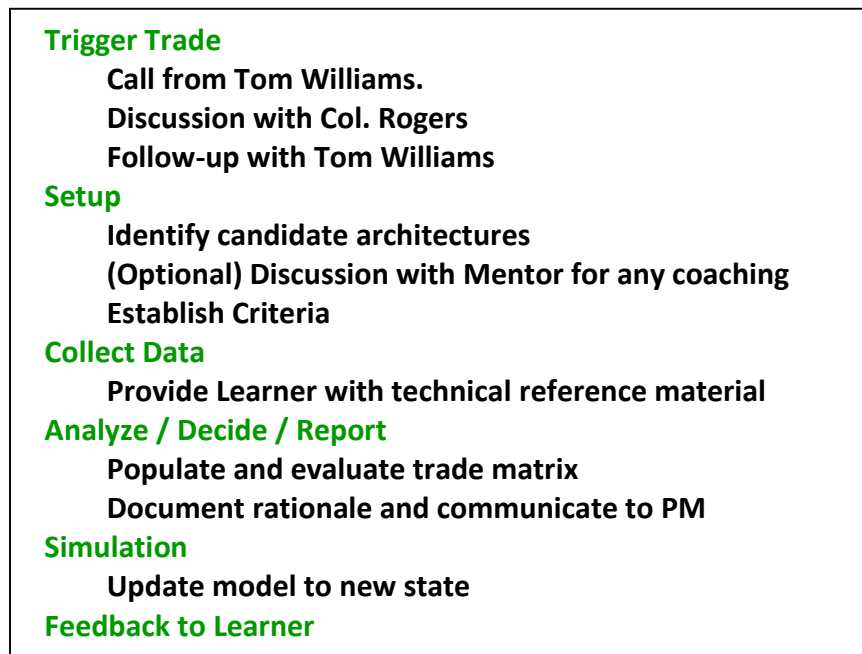 Trigger Trade
Call from Tom Williams.
Discussion with Col. Rogers
Follow-up with Tom Williams
Setup
Identify candidate architectures
(Optional) Discussion with Mentor for any coaching
Establish Criteria
Collect Data
Provide Learner with technical reference material
Analyze / Decide / Report
Populate and evaluate trade matrix
Document rationale and communicate to PM
Simulation
Update model to new state
Feedback to Learner